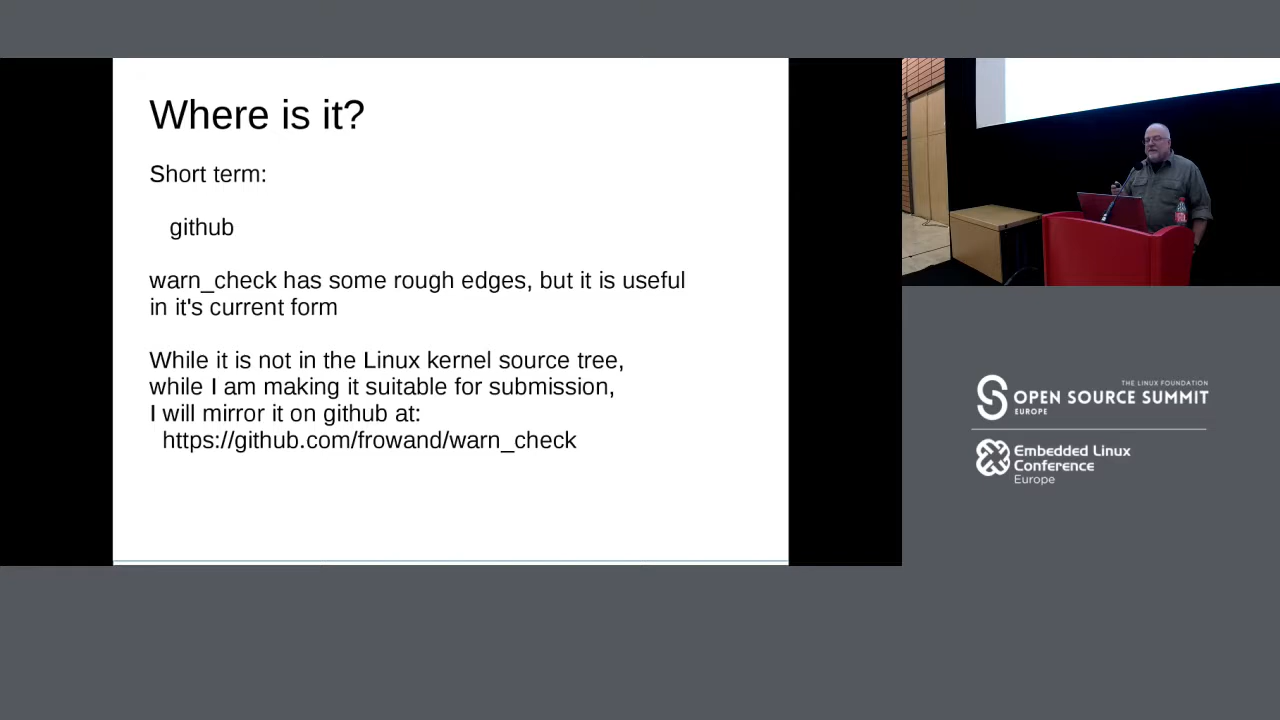 Where is it?
Short term:
github
warn_check has some rough edges, but it is useful
in it's current form
While it is not in the Linux kernel source tree,
while I am making it suitable for submission,
I will mirror it on github at:
https://github.com/frowand/warn_check
THE LINUX FOUNDATION
OPEN SOURCE SUMMIT
EUROPE
Embedded Linux
Conference
Europe